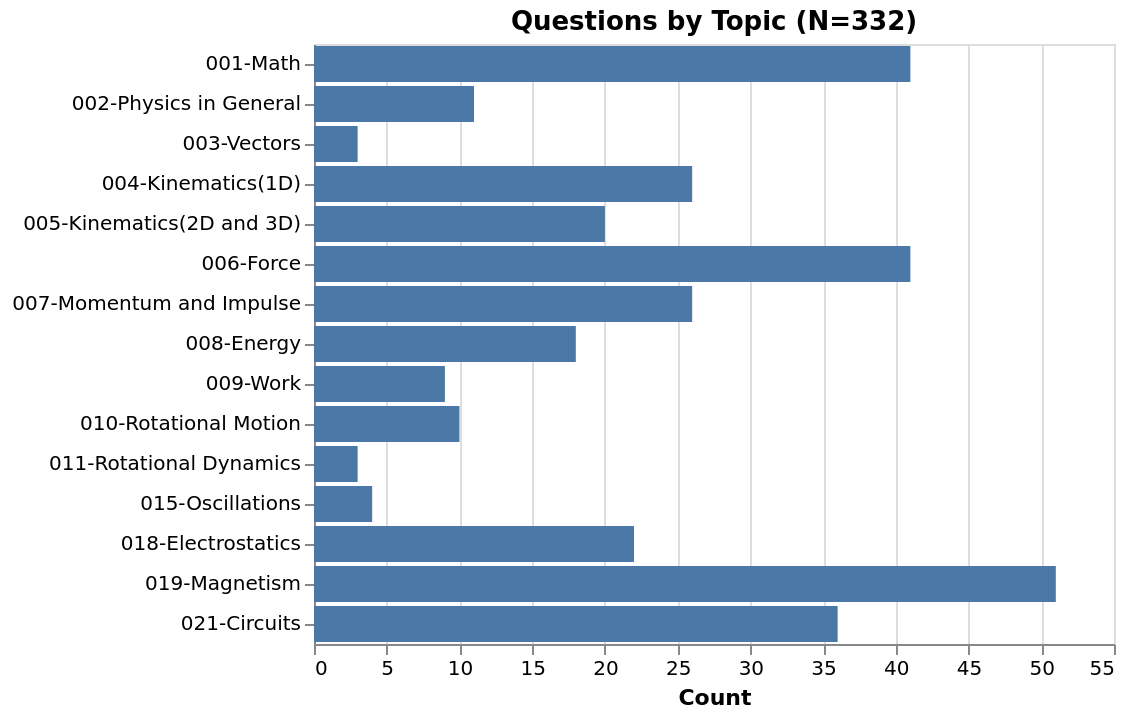 Questions by Topic (N=332)
001-Math
002-Physics in General
003-Vectors
004-Kinematics(1D)
005-Kinematics(2D and 3D)
006-Force
007-Momentum and Impulse
008-Energy
009-Work
010-Rotational Motion
011-Rotational Dynamics
015-Oscillations
018-Electrostatics
019-Magnetism
021-Circuits
0 5 10 15 20 25 30 35 40 45 50 55
Count